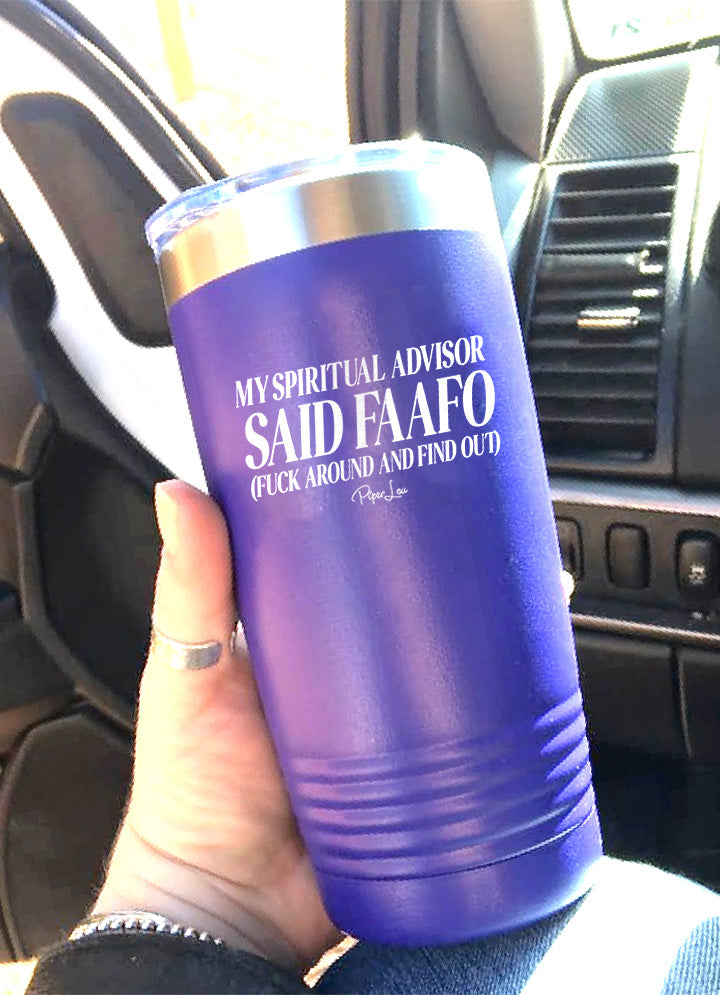 MY SPIRITUAL ADVISOR
SAID FAAFO
(FUCK AROUND AND FIND OUT)
Piper Lou